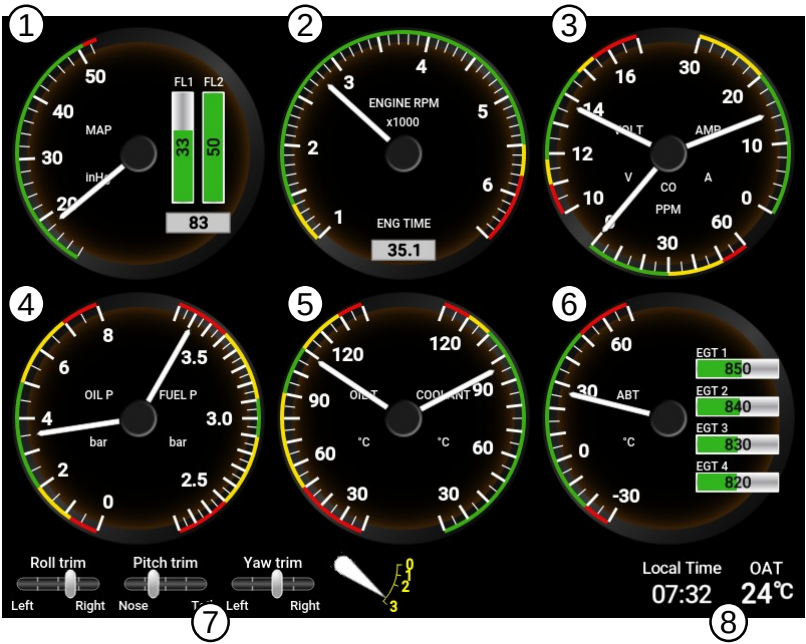 1
50
40
30
20
MAP
inHg
FL1 FL2
33 50
83
2
1
2
3
4
5
6
ENGINE RPM
x1000
ENG TIME
35.1
3
16
14
12
10
8
VOLT
V
30
20
10
0
AMP
A
CO
PPM
30
60
4
8
6
4
2
0
OIL P
bar
3.5
3.0
2.5
FUEL P
bar
5
120
90
60
30
OIL T
°C
120
90
60
30
COOLANT
°C
6
60
30
0
-30
ABT
°C
EGT 1
850
EGT 2
840
EGT 3
830
EGT 4
820
Roll trim
Left Right
Pitch trim
Nose
Yaw trim
Left Right
7
0
1
2
3
Local Time OAT
07:32 24°C
8